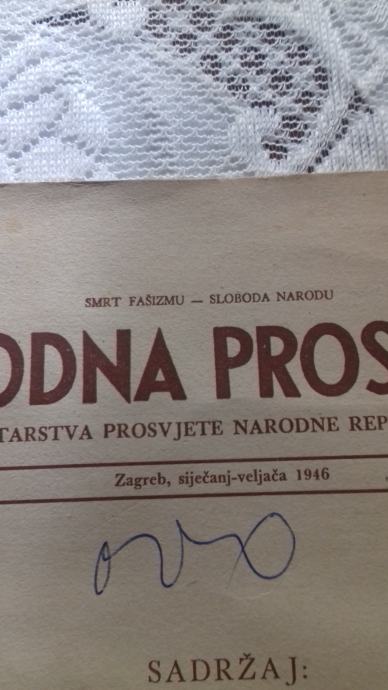 SMRT FAŠIZMU — SLOBODA NARODU
ODNA PROS
TARSTVA PROSVJETE NARODNE REP
Zagreb, siječanj-veljača 1946
SADRŽAJ: